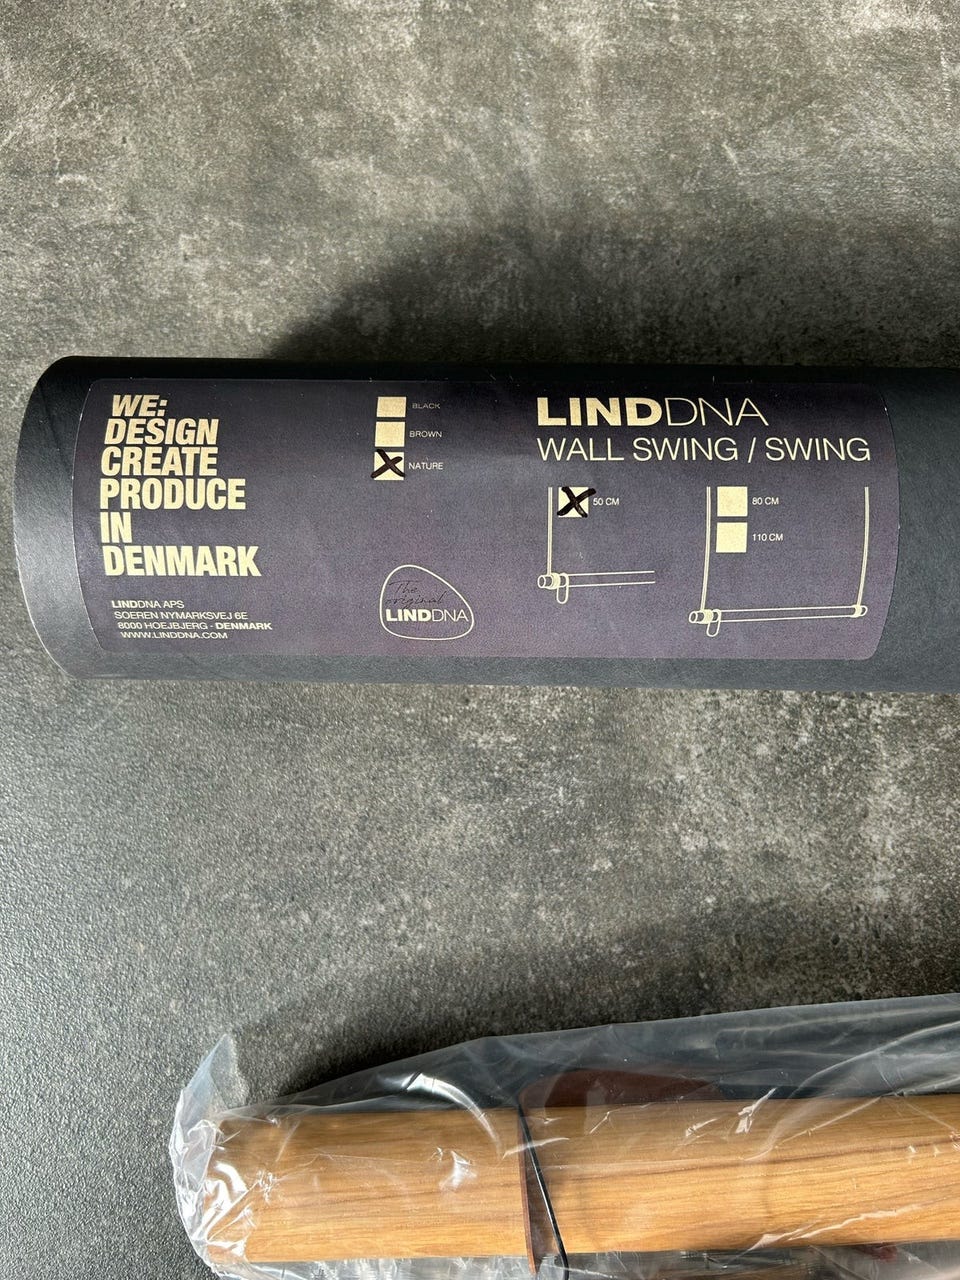 WE:
DESIGN
CREATE
PRODUCE
IN
DENMARK
LINDDNA APS
SOEREN NYMARKSVEJ 6E
8000 HOEJBJERG · DENMARK
WWW.LINDDNA.COM
BLACK
BROWN
NATURE
The
original
LINDDNA
LINDDNA
WALL SWING / SWING
50 CM
80 CM
110 CM